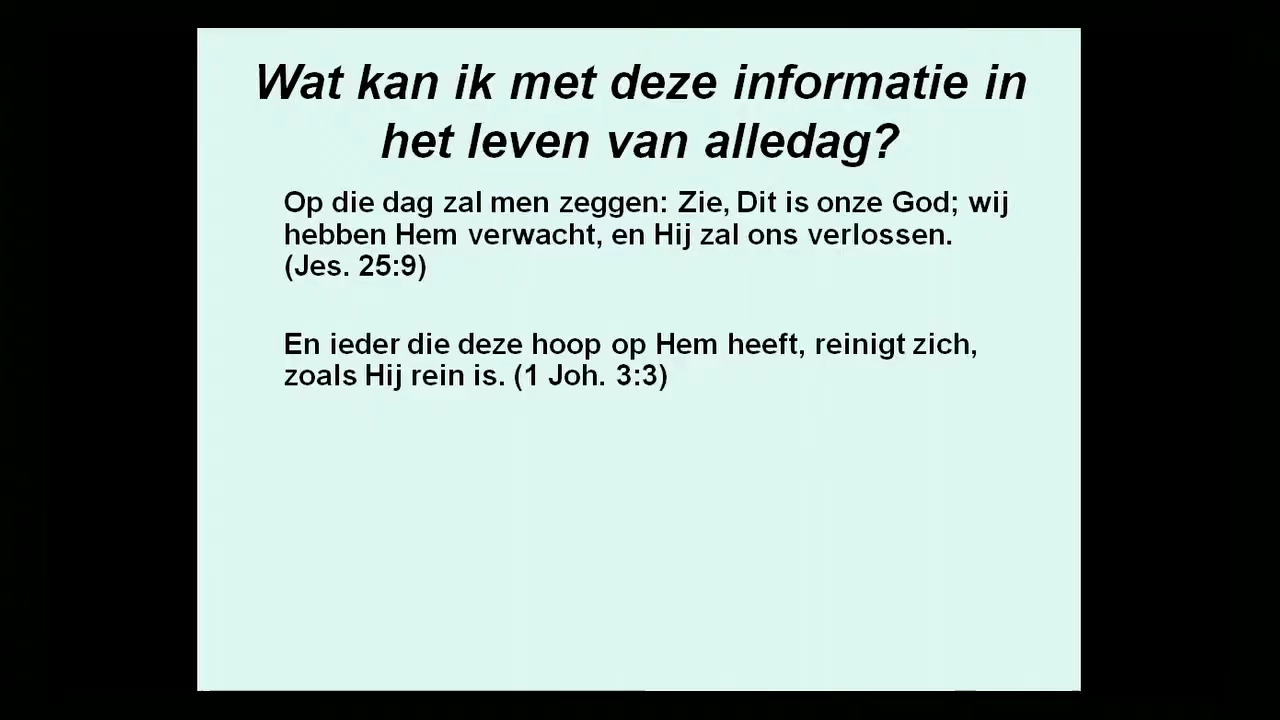 Wat kan ik met deze informatie in
het leven van alledag?
Op die dag zal men zeggen: Zie, Dit is onze God; wij
hebben Hem verwacht, en Hij zal ons verlossen.
(Jes. 25:9)
En ieder die deze hoop op Hem heeft, reinigt zich,
zoals Hij rein is. (1 Joh. 3:3)